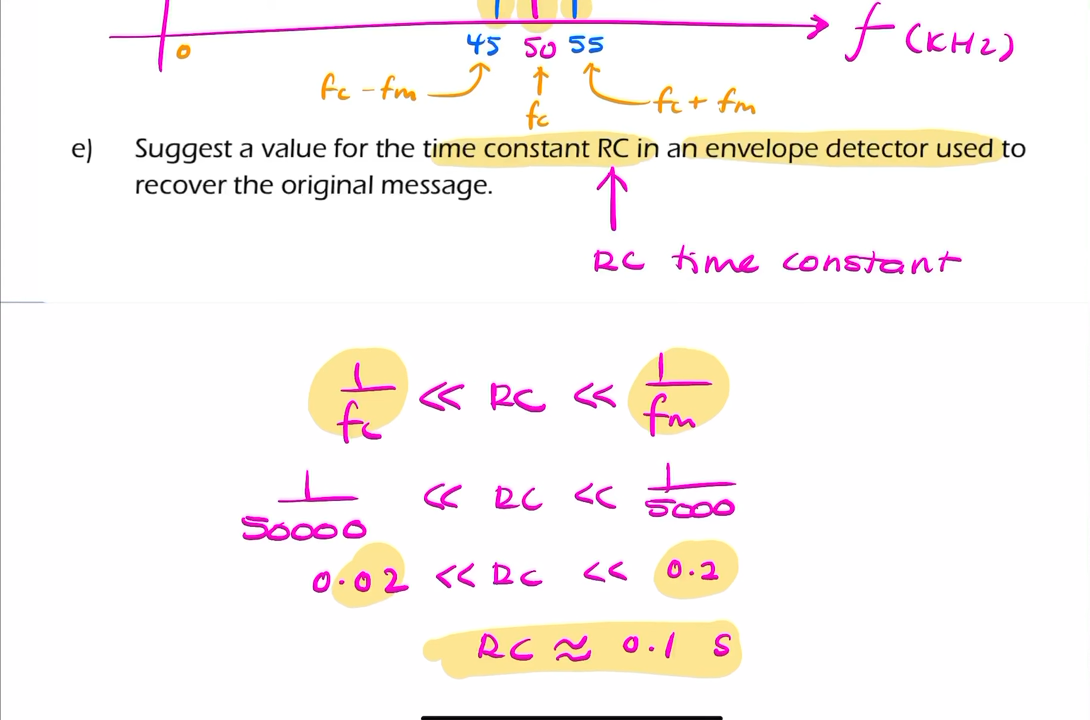 0 45 50 55 f (KHz)
fc - fm fc fc + fm
e) Suggest a value for the time constant RC in an envelope detector used to
recover the original message.
RC time constant
1/fc << RC << 1/fm
1/50000 << RC << 1/5000
0.02 << RC << 0.2
RC ≈ 0.1 s